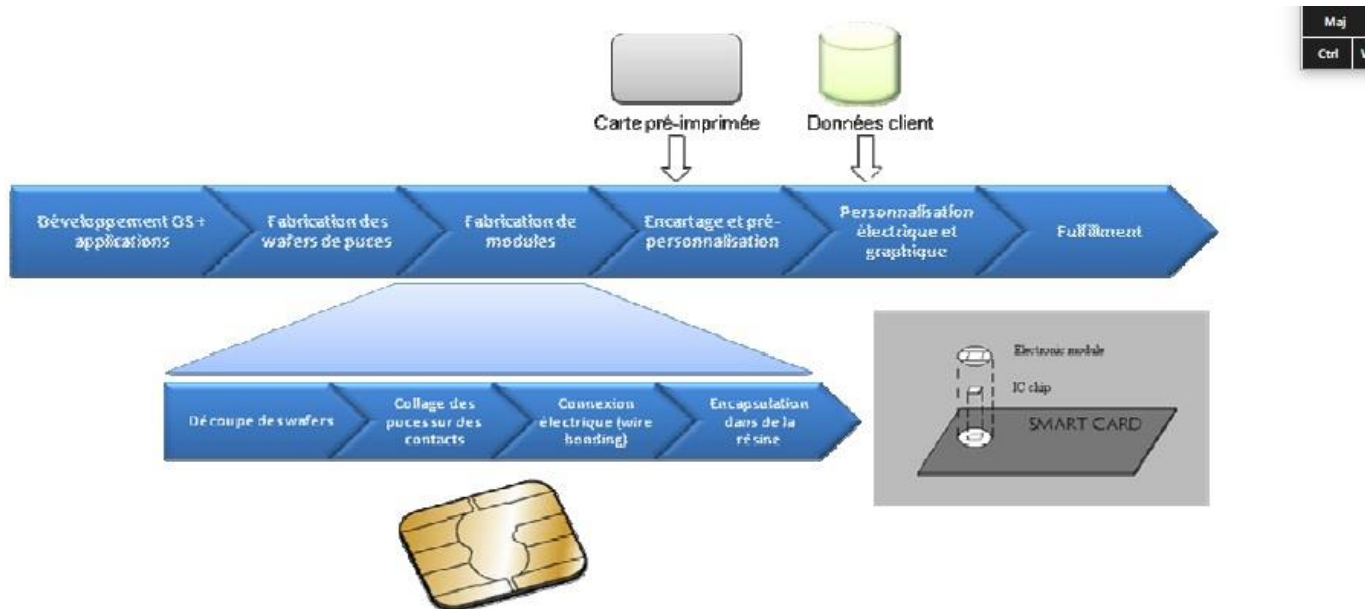 Maj
Ctrl
Carte pré-imprimée
Données client
Développement OS+
applications
Fabrication des
wafers de puces
Fabrication de
modules
Encartage et pré-
personnalisation
Personnalisation
électrique et
graphique
Fulfillment
Découpe des wafers
Collage des
puces sur des
contacts
Connexion
électrique (wire
bonding)
Encapsulation
dans de la
résine
Electronic module
IC chip
SMART CARD